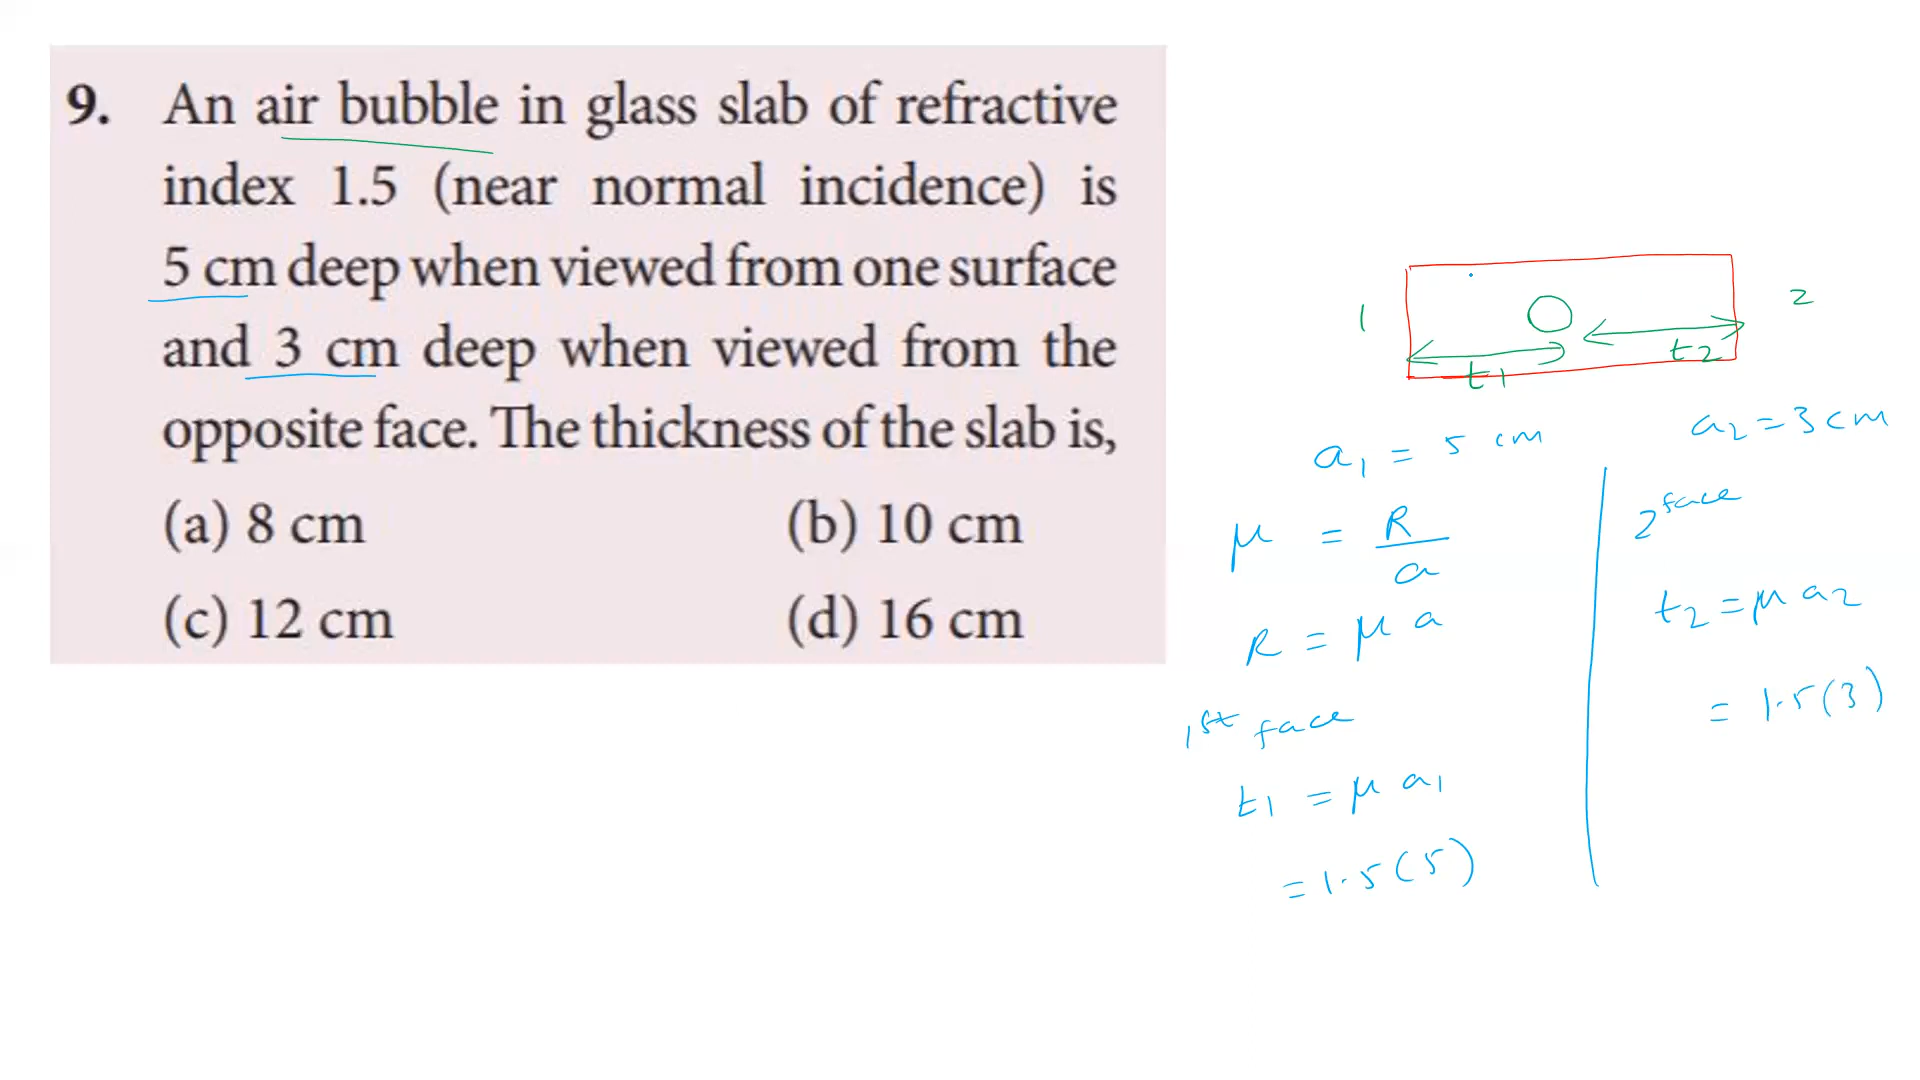 9. An air bubble in glass slab of refractive
index 1.5 (near normal incidence) is
5 cm deep when viewed from one surface
and 3 cm deep when viewed from the
opposite face. The thickness of the slab is,
(a) 8 cm (b) 10 cm
(c) 12 cm (d) 16 cm
1 2
t1 t2
a1 = 5 cm
a2 = 3 cm
μ = R/a
R = μ a
1st face
t1 = μ a1
= 1.5(5)
2 face
t2 = μ a2
= 1.5(3)